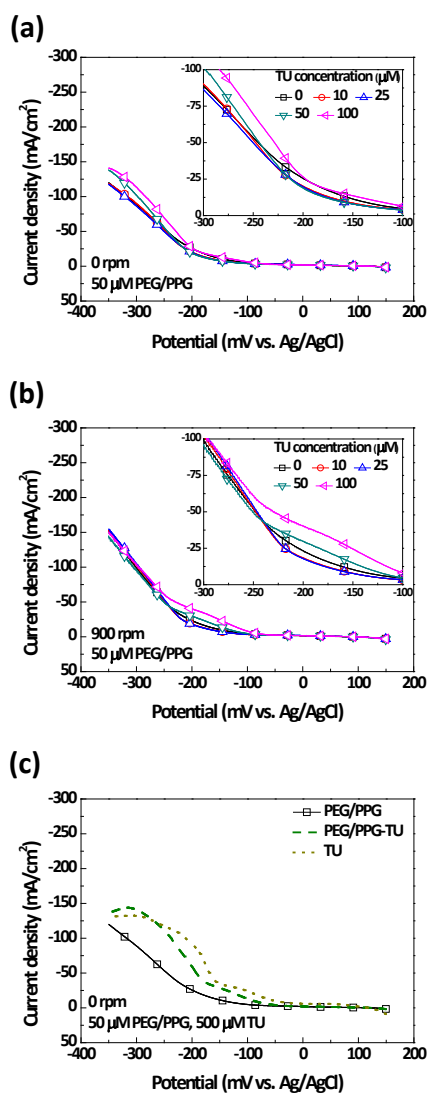 (a)
Current density (mA/cm²)
-300
-250
-200
-150
-100
-50
0
50
-400 -300 -200 -100 0 100 200
Potential (mV vs. Ag/AgCl)
0 rpm
50 µM PEG/PPG
-100
-75
-50
-25
0
-300 -250 -200 -150 -100
TU concentration (µM)
0 10 25
50 100
(b)
Current density (mA/cm²)
-300
-250
-200
-150
-100
-50
0
50
-400 -300 -200 -100 0 100 200
Potential (mV vs. Ag/AgCl)
900 rpm
50 µM PEG/PPG
-100
-75
-50
-25
0
-300 -250 -200 -150 -100
TU concentration (µM)
0 10 25
50 100
(c)
Current density (mA/cm²)
-300
-250
-200
-150
-100
-50
0
50
-400 -300 -200 -100 0 100 200
Potential (mV vs. Ag/AgCl)
PEG/PPG
PEG/PPG-TU
TU
0 rpm
50 µM PEG/PPG, 500 µM TU